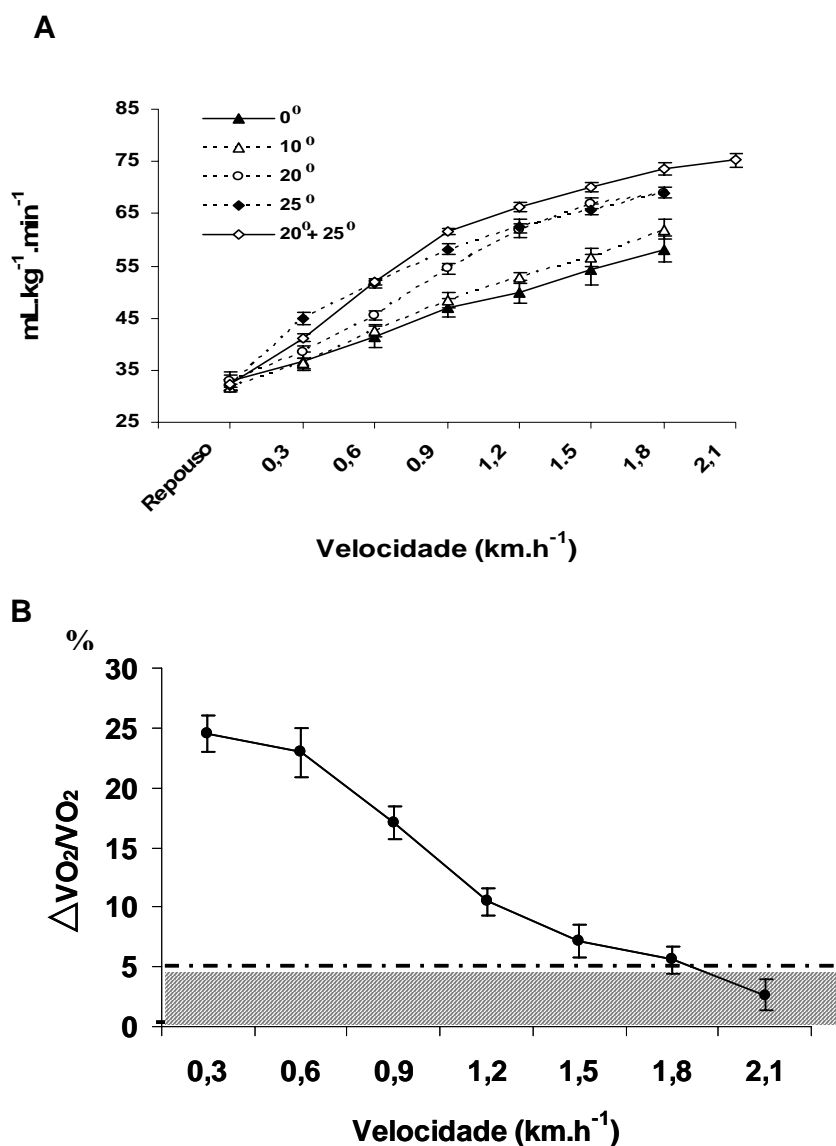 A
85
75
65
55
45
35
25
mL.kg⁻¹.min⁻¹
0⁰
10⁰
20⁰
25⁰
20⁰+ 25⁰
Repouso 0,3 0,6 0.9 1,2 1.5 1,8 2,1
Velocidade (km.h⁻¹)
B
%
30
25
20
15
10
5
0
△VO₂/VO₂
0,3 0,6 0,9 1,2 1,5 1,8 2,1
Velocidade (km.h⁻¹)